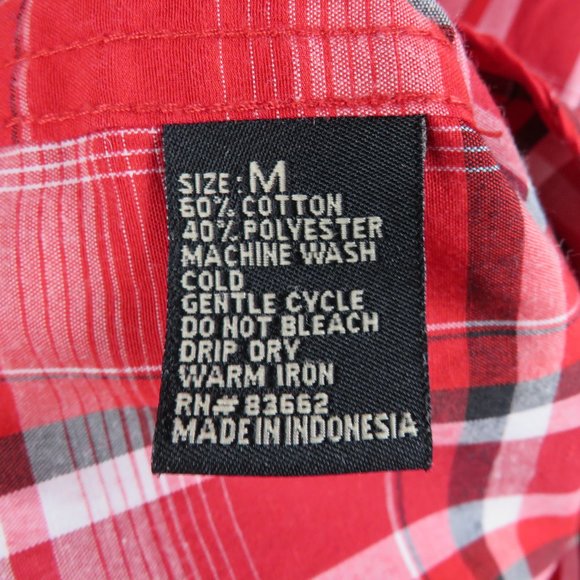 SIZE: M
60% COTTON
40% POLYESTER
MACHINE WASH
COLD
GENTLE CYCLE
DO NOT BLEACH
DRIP DRY
WARM IRON
RN# 83662
MADE IN INDONESIA